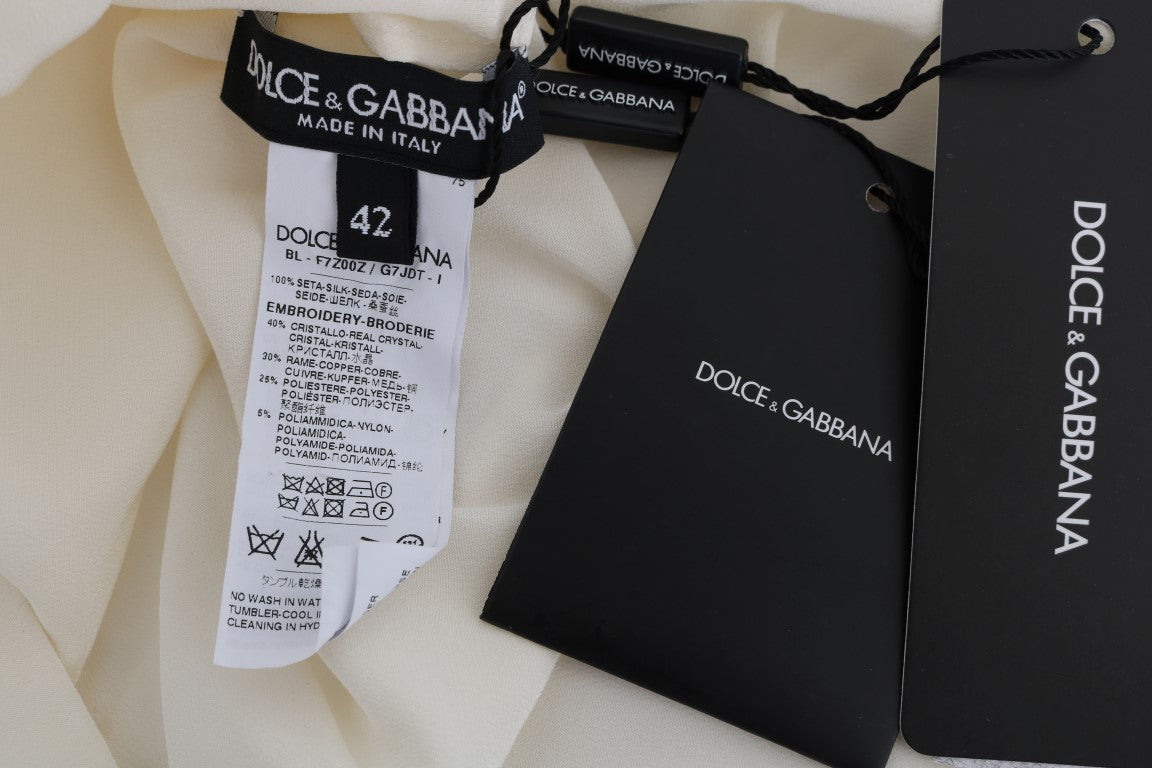 DOLCE & GABBANA®
MADE IN ITALY
42
75
BL - F7Z00Z / G7JDT - I
100% SETA-SILK-SEDA-SOIE-
SEIDE-ШЕЛК - 桑蚕丝
EMBROIDERY-BRODERIE
40% CRISTALLO-REAL CRYSTAL-
CRISTAL-KRISTALL-
КРИСТАЛЛ-水晶
30% RAME-COPPER-COBRE-
CUIVRE-KUPFER-МЕДЬ-铜
25% POLIESTERE-POLYESTER-
POLIÉSTER-ПОЛИЭСТЕР-
聚酯纤维
5% POLIAMMIDICA-NYLON-
POLIAMIDICA-
POLYAMIDE-POLIAMIDA-
POLYAMID-ПОЛИАМИД-锦纶
F
F
タンブル乾燥
NO WASH IN WAT
TUMBLER-COOL I
CLEANING IN HYD
DOLCE & GABBANA
DOLCE & GABBANA
DOLCE & GABBANA
DOLCE & GABBANA